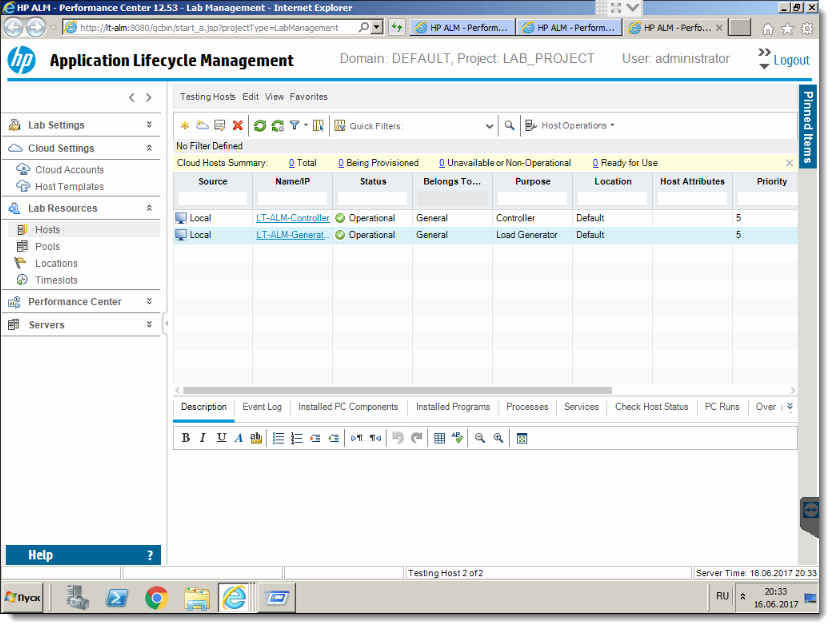 HP ALM - Performance Center 12.53 - Lab Management - Internet Explorer
http://lt-alm:8080/qcbin/start_a.jsp?projectType=LabManagement
HP ALM - Perform...
HP ALM - Perform...
HP ALM - Perfo...
hp
Application Lifecycle Management
Domain: DEFAULT, Project: LAB_PROJECT
User: administrator
Logout
Pinned Items
Lab Settings
Cloud Settings
Cloud Accounts
Host Templates
Lab Resources
Hosts
Pools
Locations
Timeslots
Performance Center
Servers
Help ?
Testing Hosts Edit View Favorites
Quick Filters:
Host Operations
No Filter Defined
Cloud Hosts Summary: 0 Total 0 Being Provisioned 0 Unavailable or Non-Operational 0 Ready for Use
Source Name/IP Status Belongs To... Purpose Location Host Attributes Priority
Local LT-ALM-Controller Operational General Controller Default 5
Local LT-ALM-Generat.. Operational General Load Generator Default 5
Description Event Log Installed PC Components Installed Programs Processes Services Check Host Status PC Runs Over
B I U A ab
Testing Host 2 of 2
Server Time: 16.06.2017 20:33
Пуск
RU
20:33
16.06.2017